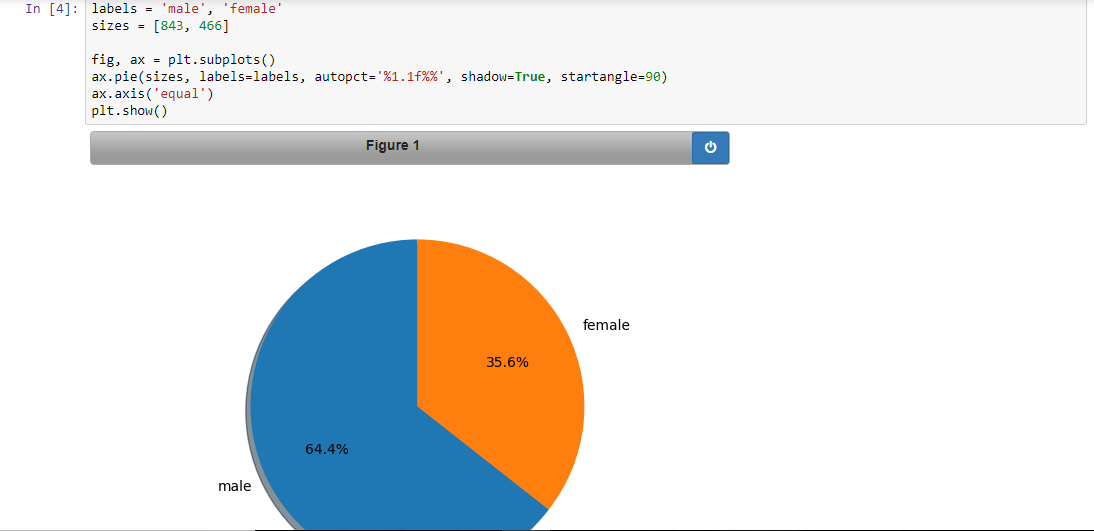 In [4]: labels = 'male', 'female'
sizes = [843, 466]
fig, ax = plt.subplots()
ax.pie(sizes, labels=labels, autopct='%1.1f%%', shadow=True, startangle=90)
ax.axis('equal')
plt.show()
Figure 1
female
35.6%
64.4%
male